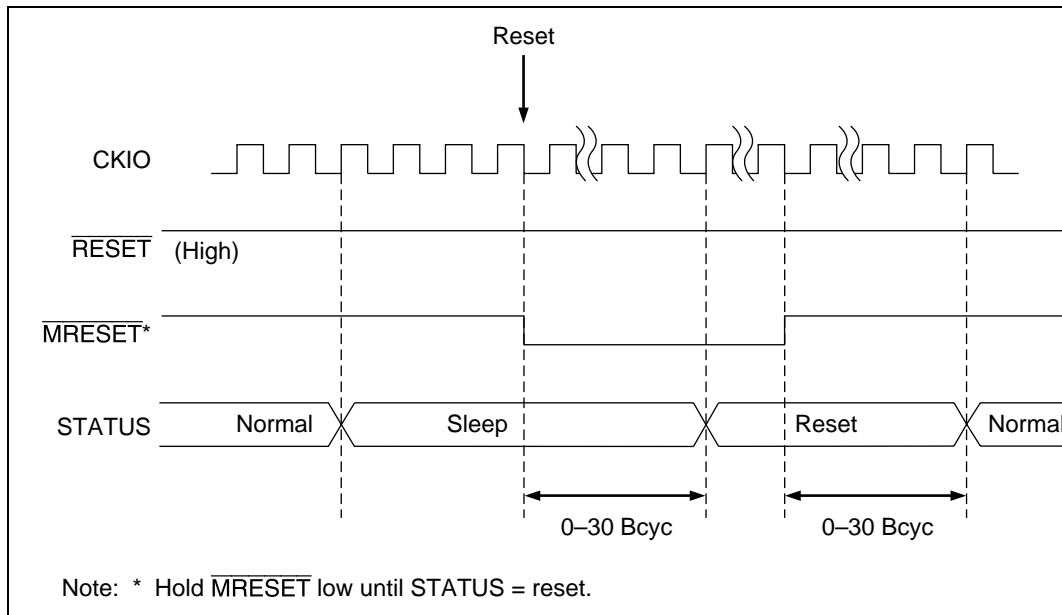 Reset
CKIO
RESET (High)
MRESET*
STATUS Normal Sleep Reset Normal
0–30 Bcyc 0–30 Bcyc
Note: * Hold MRESET low until STATUS = reset.